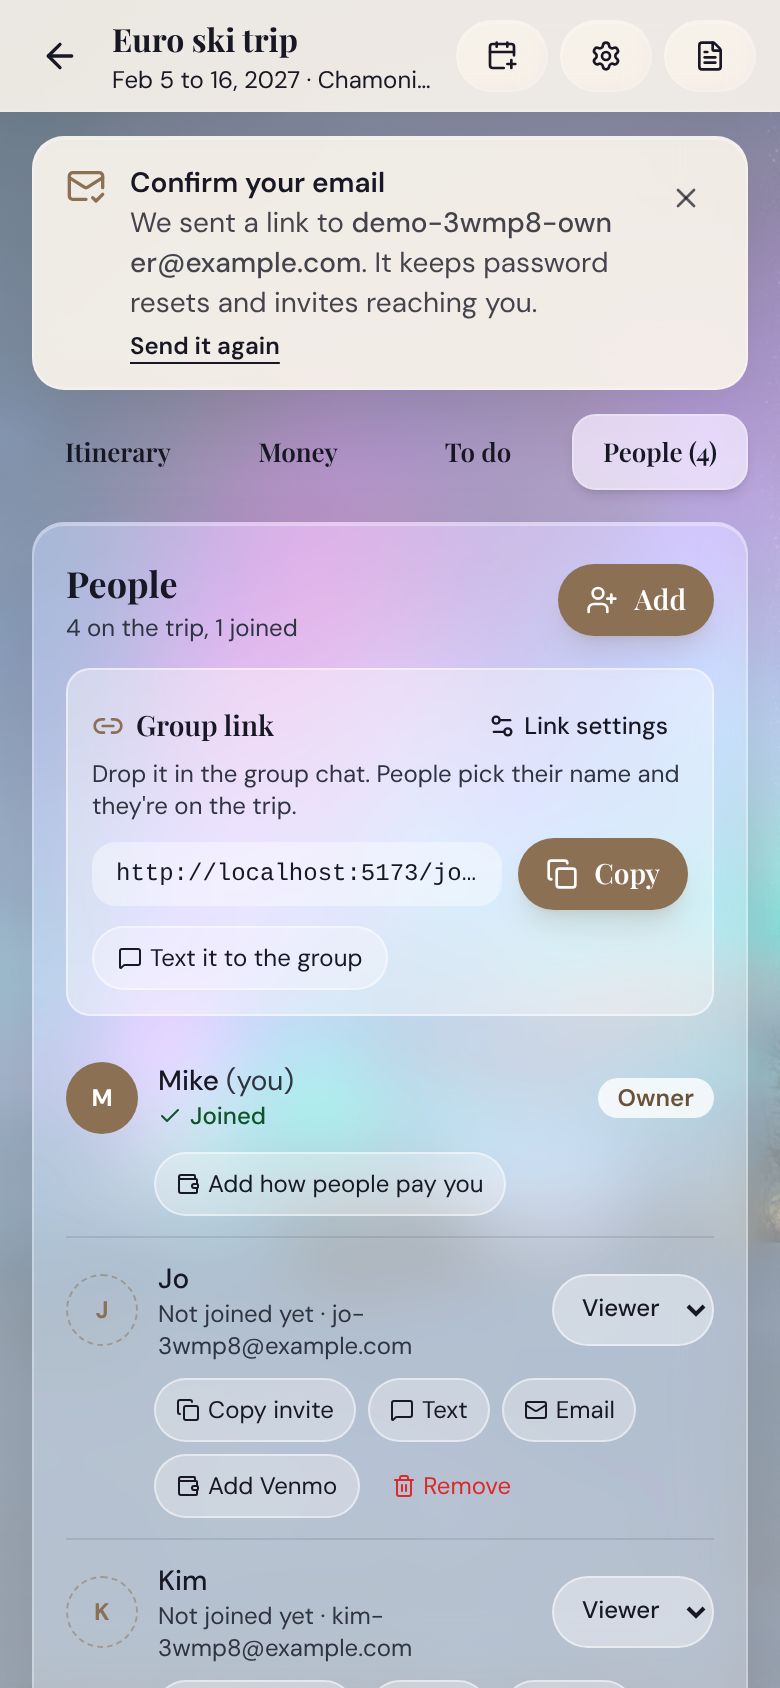 Euro ski trip
Feb 5 to 16, 2027 · Chamoni...
Confirm your email
We sent a link to demo-3wmp8-own
er@example.com. It keeps password
resets and invites reaching you.
Send it again
Itinerary
Money
To do
People (4)
People
4 on the trip, 1 joined
Add
Group link
Link settings
Drop it in the group chat. People pick their name and
they're on the trip.
http://localhost:5173/jo…
Copy
Text it to the group
M
Mike (you)
Joined
Owner
Add how people pay you
J
Jo
Not joined yet · jo-
3wmp8@example.com
Viewer
Copy invite
Text
Email
Add Venmo
Remove
K
Kim
Not joined yet · kim-
3wmp8@example.com
Viewer